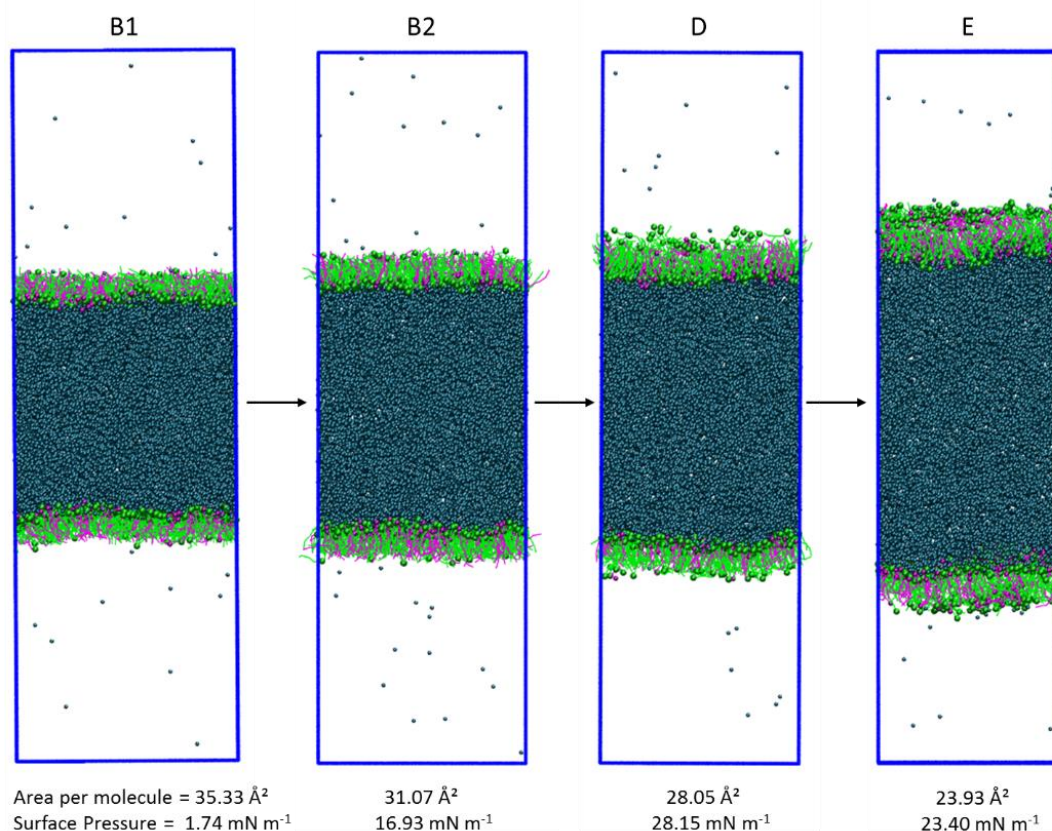 B1 B2 D E
Area per molecule = 35.33 Å² 31.07 Å² 28.05 Å² 23.93 Å²
Surface Pressure = 1.74 mN m⁻¹ 16.93 mN m⁻¹ 28.15 mN m⁻¹ 23.40 mN m⁻¹